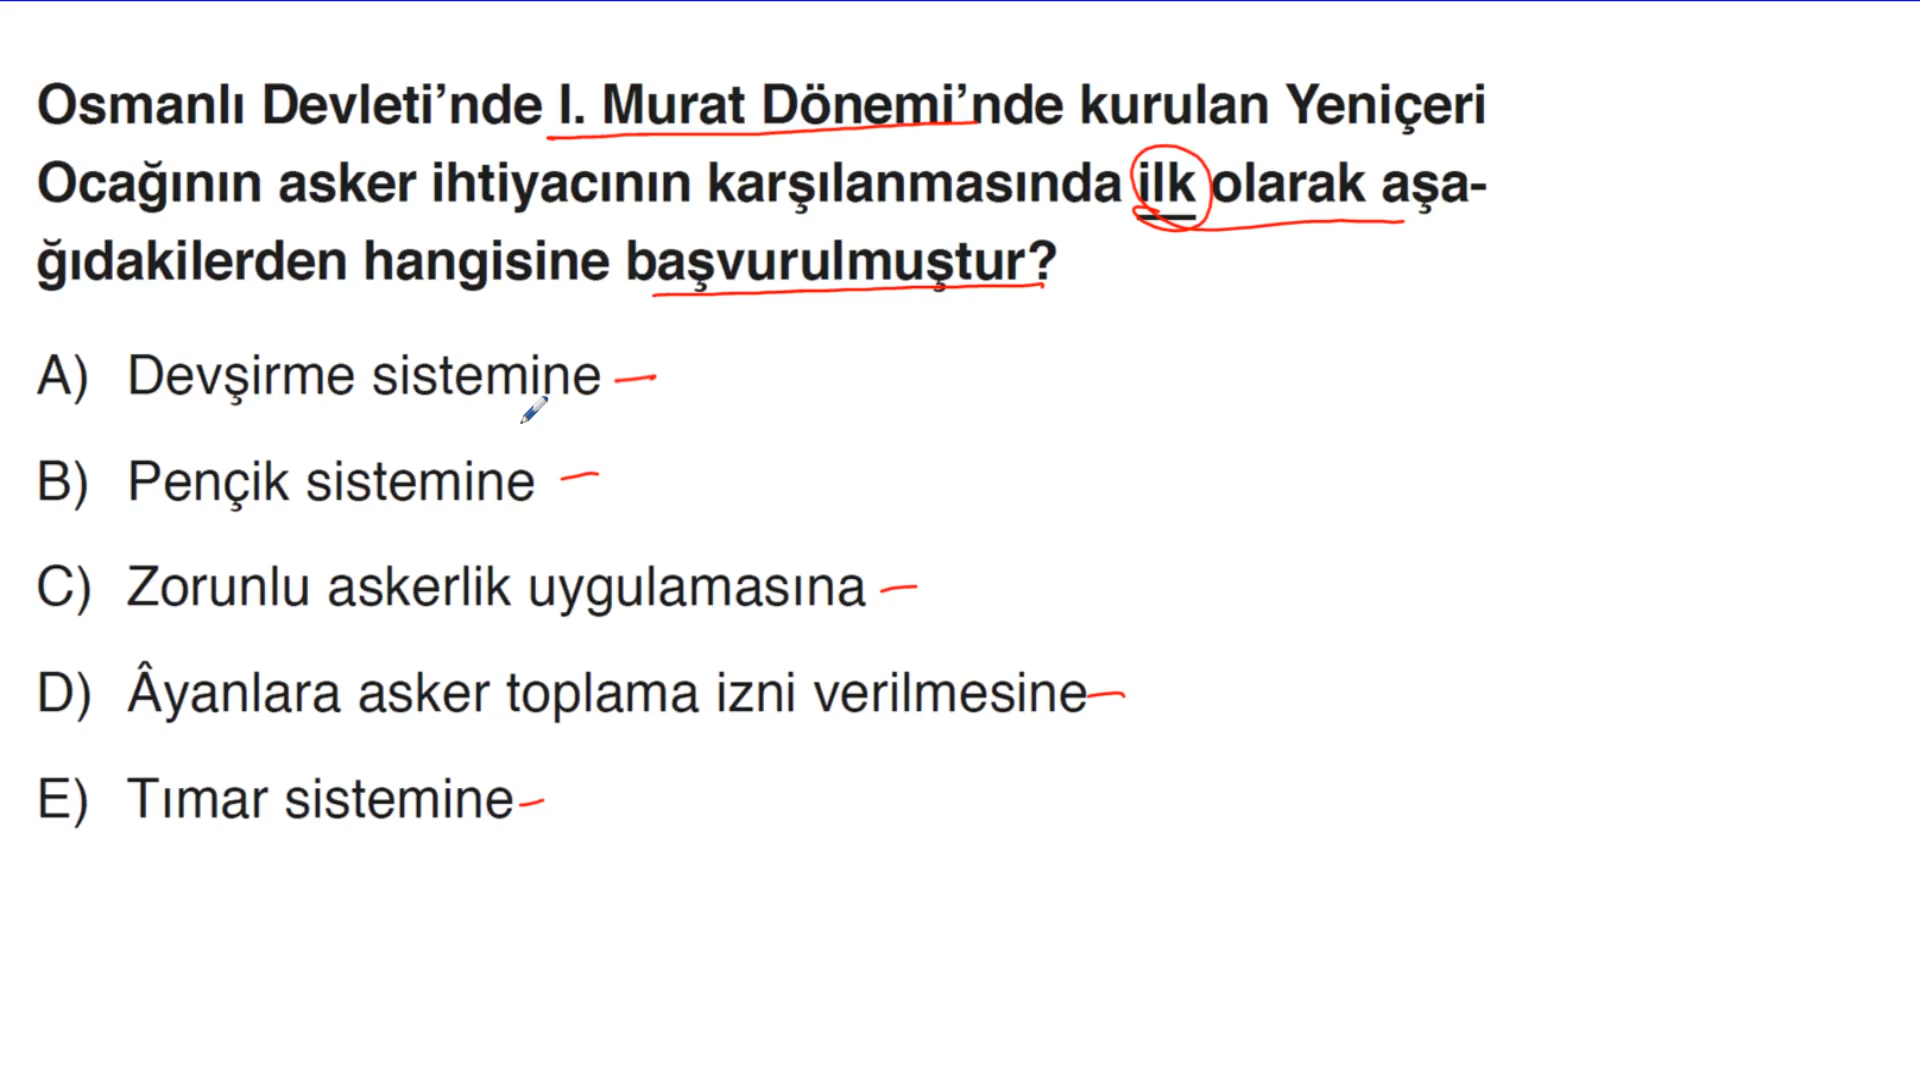 Osmanlı Devleti’nde I. Murat Dönemi’nde kurulan Yeniçeri
Ocağının asker ihtiyacının karşılanmasında ilk olarak aşa-
ğıdakilerden hangisine başvurulmuştur?
A) Devşirme sistemine
B) Pençik sistemine
C) Zorunlu askerlik uygulamasına
D) Âyanlara asker toplama izni verilmesine
E) Tımar sistemine